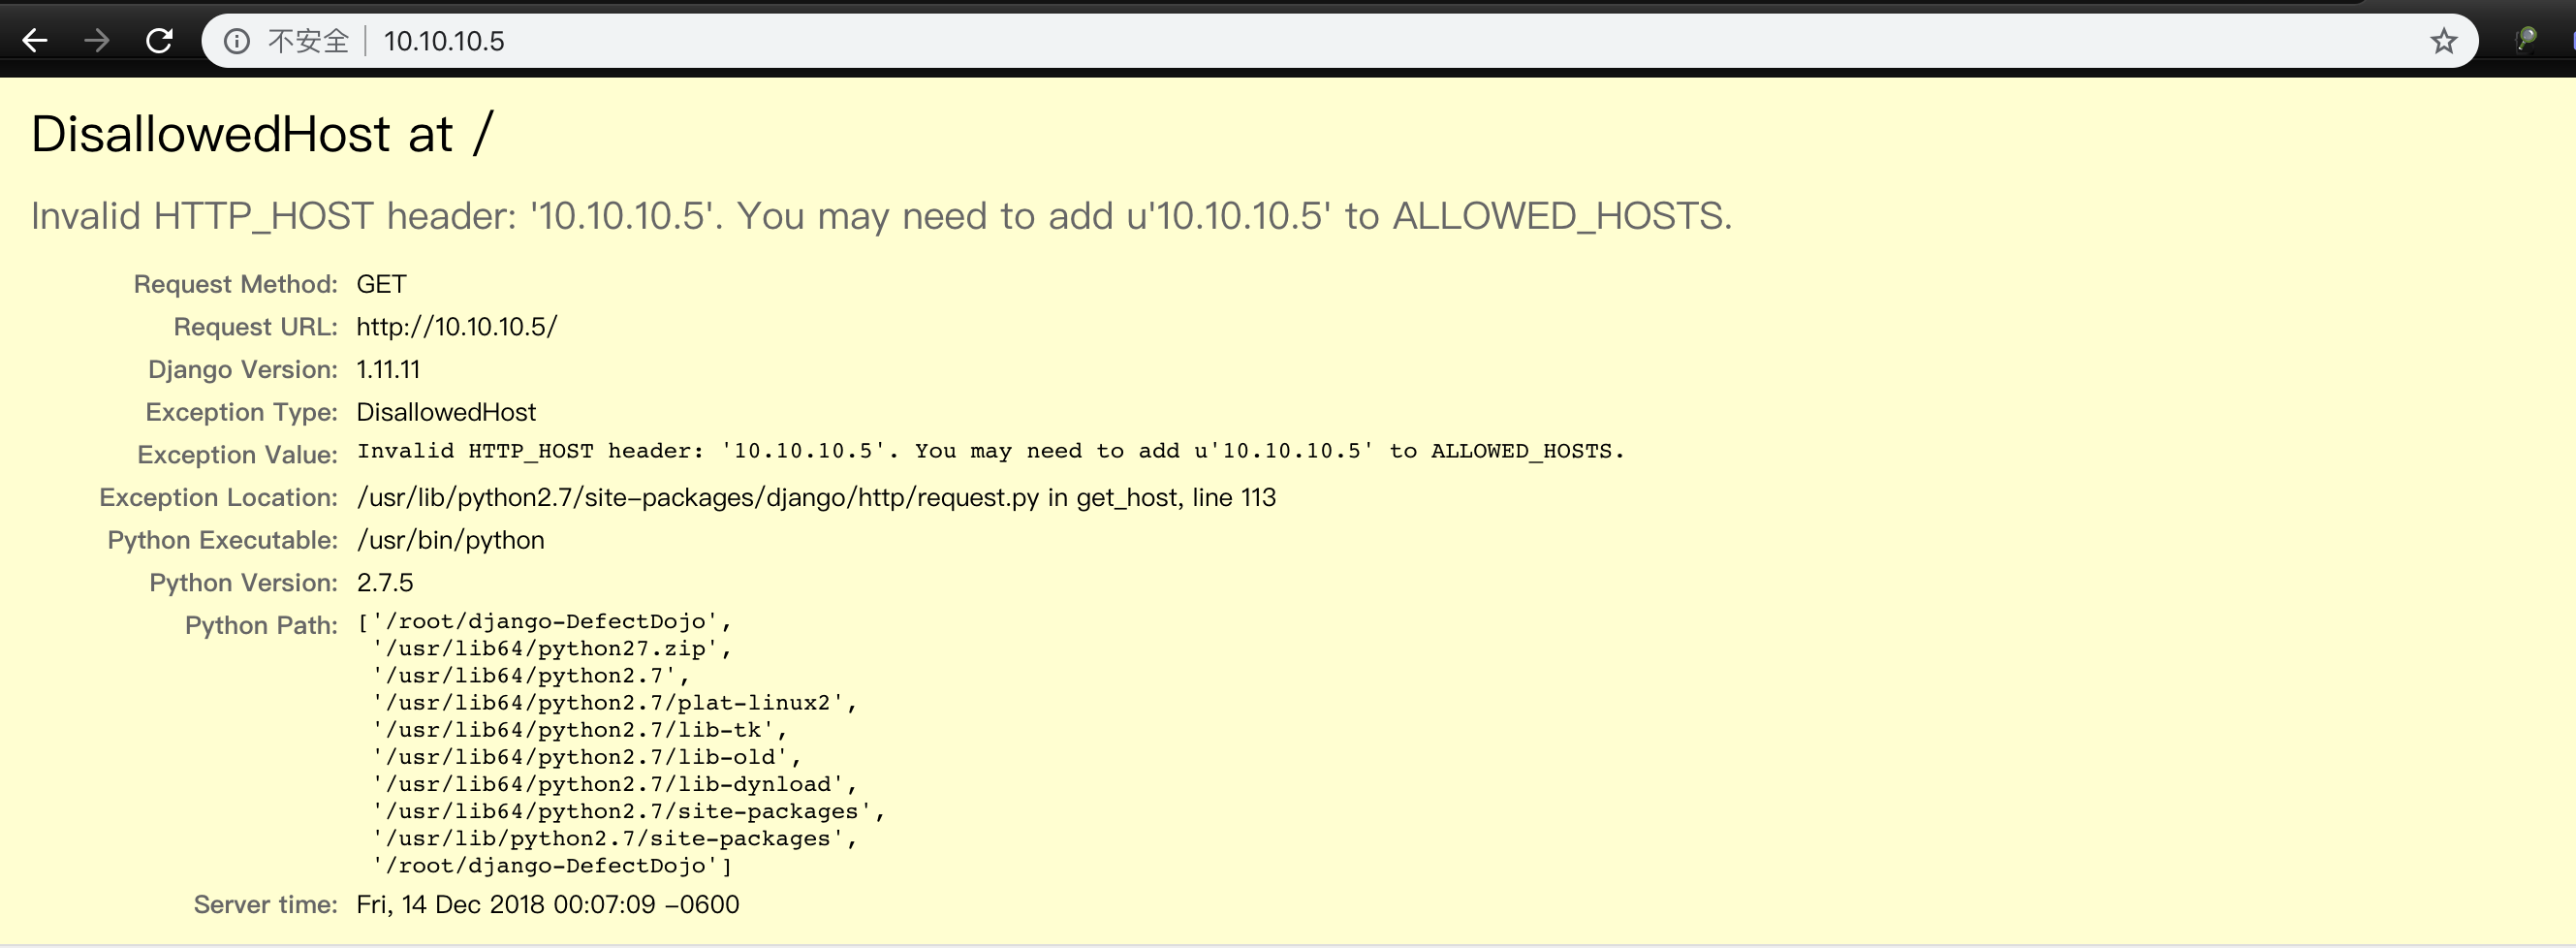 不安全 10.10.10.5
DisallowedHost at /
Invalid HTTP_HOST header: '10.10.10.5'. You may need to add u'10.10.10.5' to ALLOWED_HOSTS.
Request Method: GET
Request URL: http://10.10.10.5/
Django Version: 1.11.11
Exception Type: DisallowedHost
Exception Value: Invalid HTTP_HOST header: '10.10.10.5'. You may need to add u'10.10.10.5' to ALLOWED_HOSTS.
Exception Location: /usr/lib/python2.7/site-packages/django/http/request.py in get_host, line 113
Python Executable: /usr/bin/python
Python Version: 2.7.5
Python Path: ['/root/django-DefectDojo',
'/usr/lib64/python27.zip',
'/usr/lib64/python2.7',
'/usr/lib64/python2.7/plat-linux2',
'/usr/lib64/python2.7/lib-tk',
'/usr/lib64/python2.7/lib-old',
'/usr/lib64/python2.7/lib-dynload',
'/usr/lib64/python2.7/site-packages',
'/usr/lib/python2.7/site-packages',
'/root/django-DefectDojo']
Server time: Fri, 14 Dec 2018 00:07:09 -0600